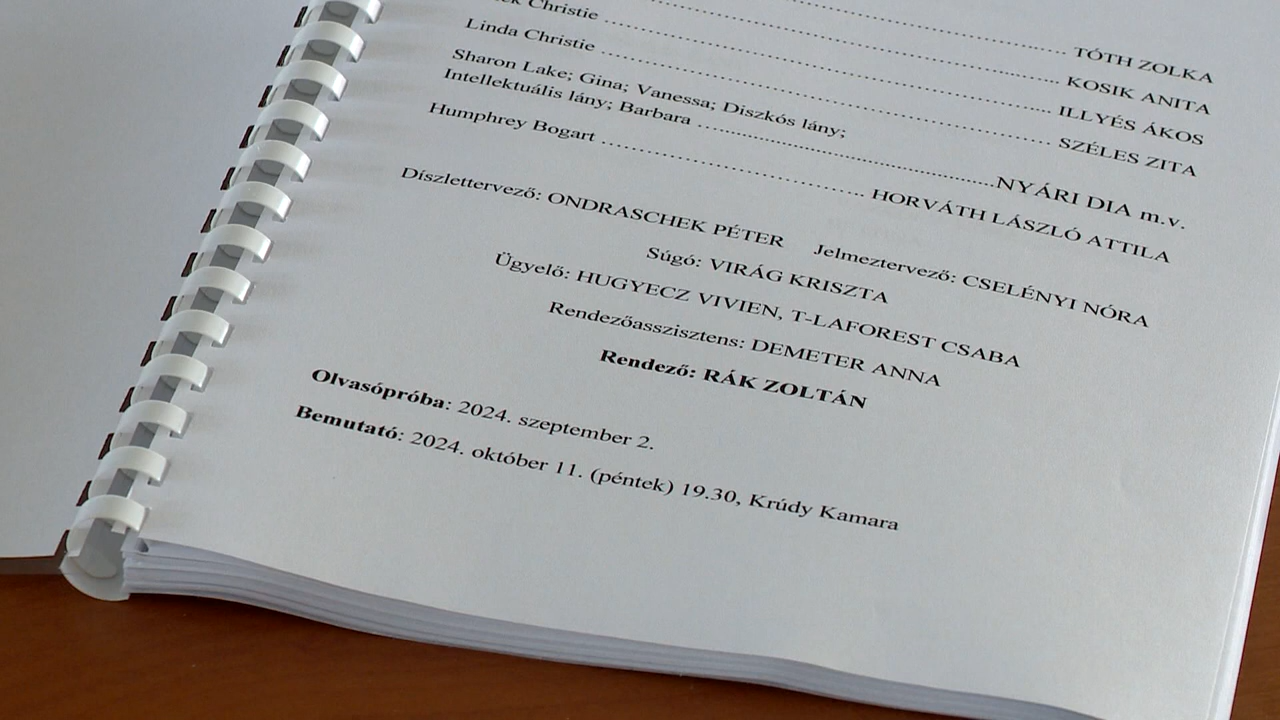 .......... TÓTH ZOLKA
.......... KOSIK ANITA
Christie .......... ILLYÉS ÁKOS
Linda Christie .......... SZÉLES ZITA
Sharon Lake; Gina; Vanessa; Diszkós lány;
Intellektuális lány; Barbara .......... NYÁRI DIA m.v.
Humphrey Bogart .......... HORVÁTH LÁSZLÓ ATTILA
Díszlettervező: ONDRASCHEK PÉTER Jelmeztervező: CSELÉNYI NÓRA
Súgó: VIRÁG KRISZTA
Ügyelő: HUGYECZ VIVIEN, T-LAFOREST CSABA
Rendezőasszisztens: DEMETER ANNA
Rendező: RÁK ZOLTÁN
Olvasópróba: 2024. szeptember 2.
Bemutató: 2024. október 11. (péntek) 19.30, Krúdy Kamara